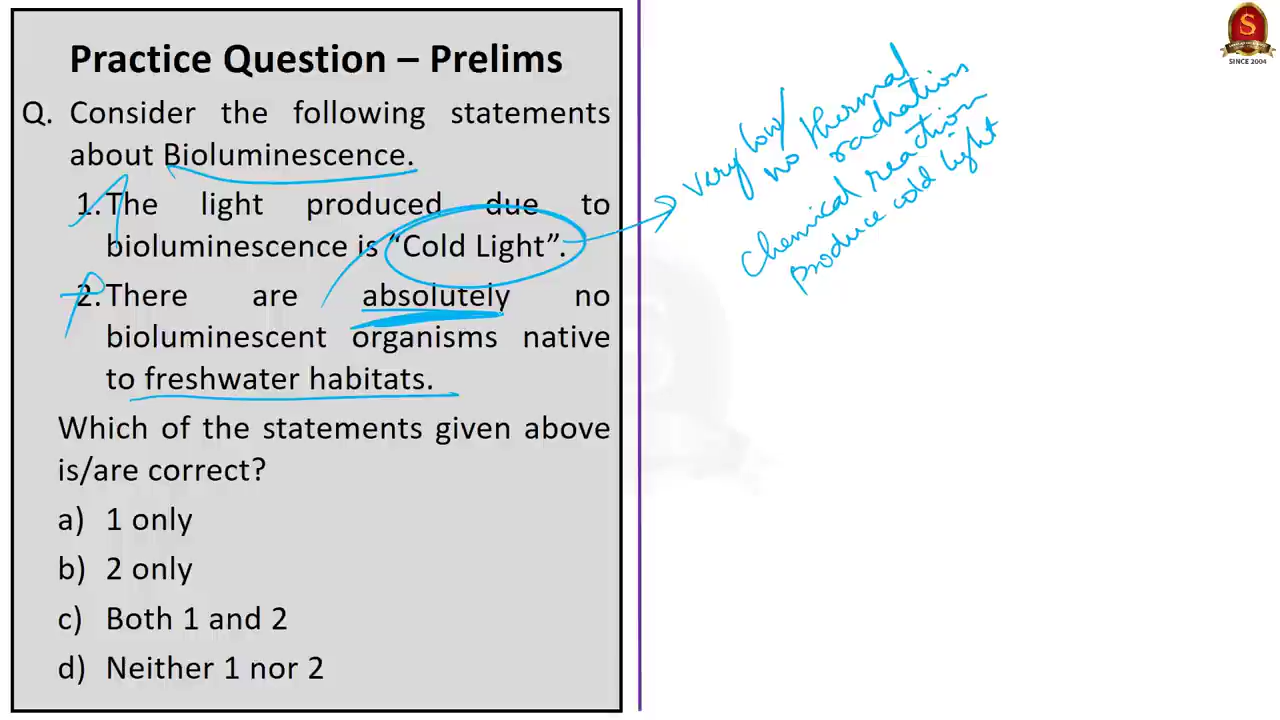 Practice Question – Prelims
Q. Consider the following statements
about Bioluminescence.
1. The light produced due to
bioluminescence is “Cold Light”.
2. There are absolutely no
bioluminescent organisms native
to freshwater habitats.
Which of the statements given above
is/are correct?
a) 1 only
b) 2 only
c) Both 1 and 2
d) Neither 1 nor 2
very low/
no thermal
radiation
Chemical reaction
produce cold light
S
SINCE 2004